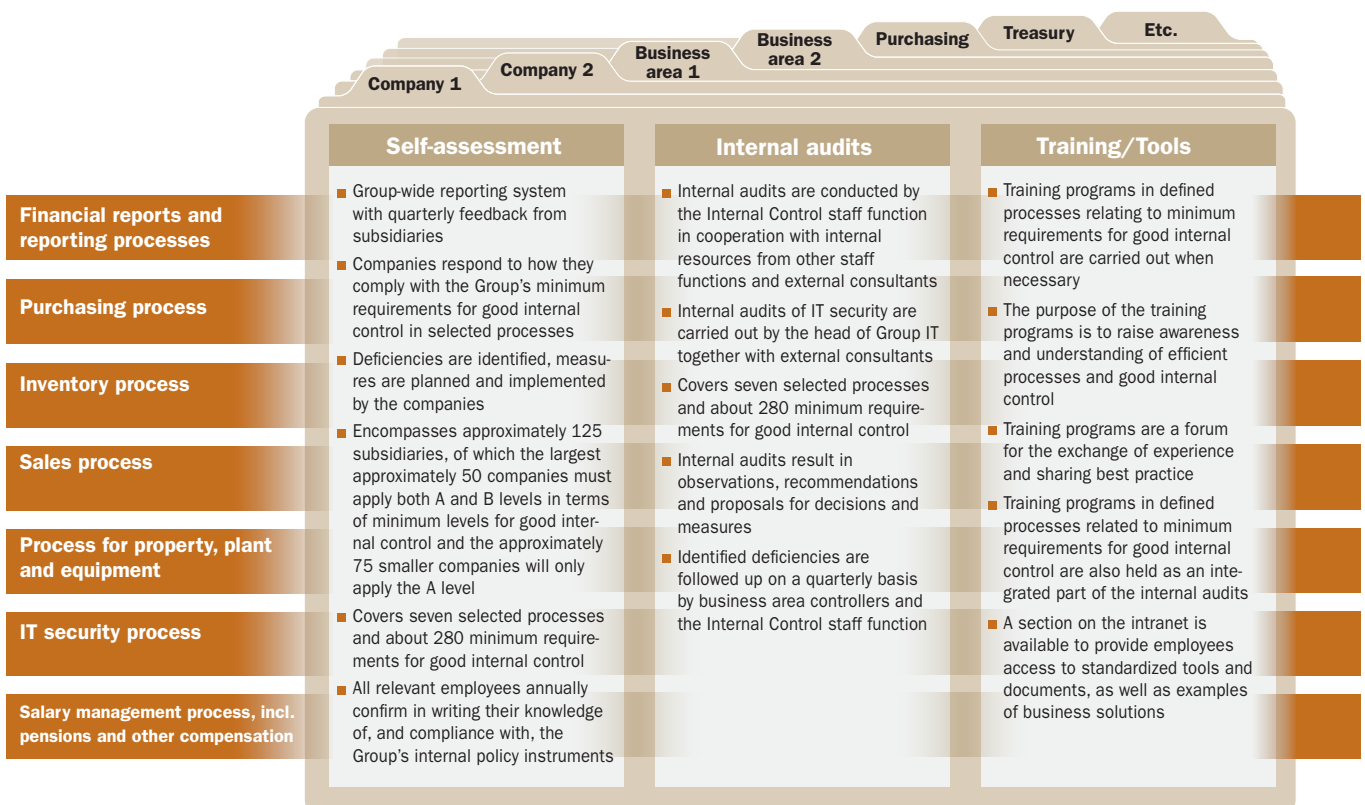 Company 1
Company 2
Business
area 1
Business
area 2
Purchasing
Treasury
Etc.
Financial reports and
reporting processes
Purchasing process
Inventory process
Sales process
Process for property, plant
and equipment
IT security process
Salary management process, incl.
pensions and other compensation
Self-assessment
Group-wide reporting system
with quarterly feedback from
subsidiaries
Companies respond to how they
comply with the Group's minimum
requirements for good internal
control in selected processes
Deficiencies are identified, measu-
res are planned and implemented
by the companies
Encompasses approximately 125
subsidiaries, of which the largest
approximately 50 companies must
apply both A and B levels in terms
of minimum levels for good inter-
nal control and the approximately
75 smaller companies will only
apply the A level
Covers seven selected processes
and about 280 minimum require-
ments for good internal control
All relevant employees annually
confirm in writing their knowledge
of, and compliance with, the
Group's internal policy instruments
Internal audits
Internal audits are conducted by
the Internal Control staff function
in cooperation with internal
resources from other staff
functions and external consultants
Internal audits of IT security are
carried out by the head of Group IT
together with external consultants
Covers seven selected processes
and about 280 minimum require-
ments for good internal control
Internal audits result in
observations, recommendations
and proposals for decisions and
measures
Identified deficiencies are
followed up on a quarterly basis
by business area controllers and
the Internal Control staff function
Training/Tools
Training programs in defined
processes relating to minimum
requirements for good internal
control are carried out when
necessary
The purpose of the training
programs is to raise awareness
and understanding of efficient
processes and good internal
control
Training programs are a forum
for the exchange of experience
and sharing best practice
Training programs in defined
processes related to minimum
requirements for good internal
control are also held as an inte-
grated part of the internal audits
A section on the intranet is
available to provide employees
access to standardized tools and
documents, as well as examples
of business solutions